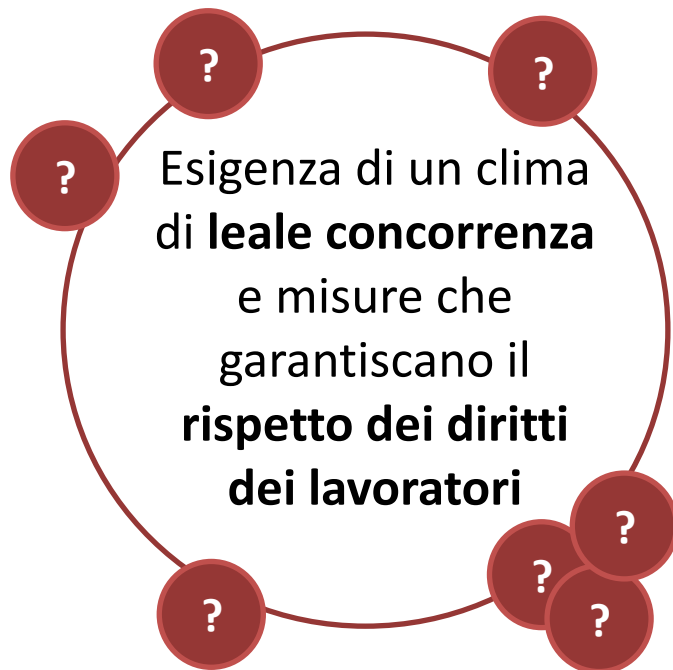 ?
?
?
Esigenza di un clima
di leale concorrenza
e misure che
garantiscano il
rispetto dei diritti
dei lavoratori
?
?
?
?